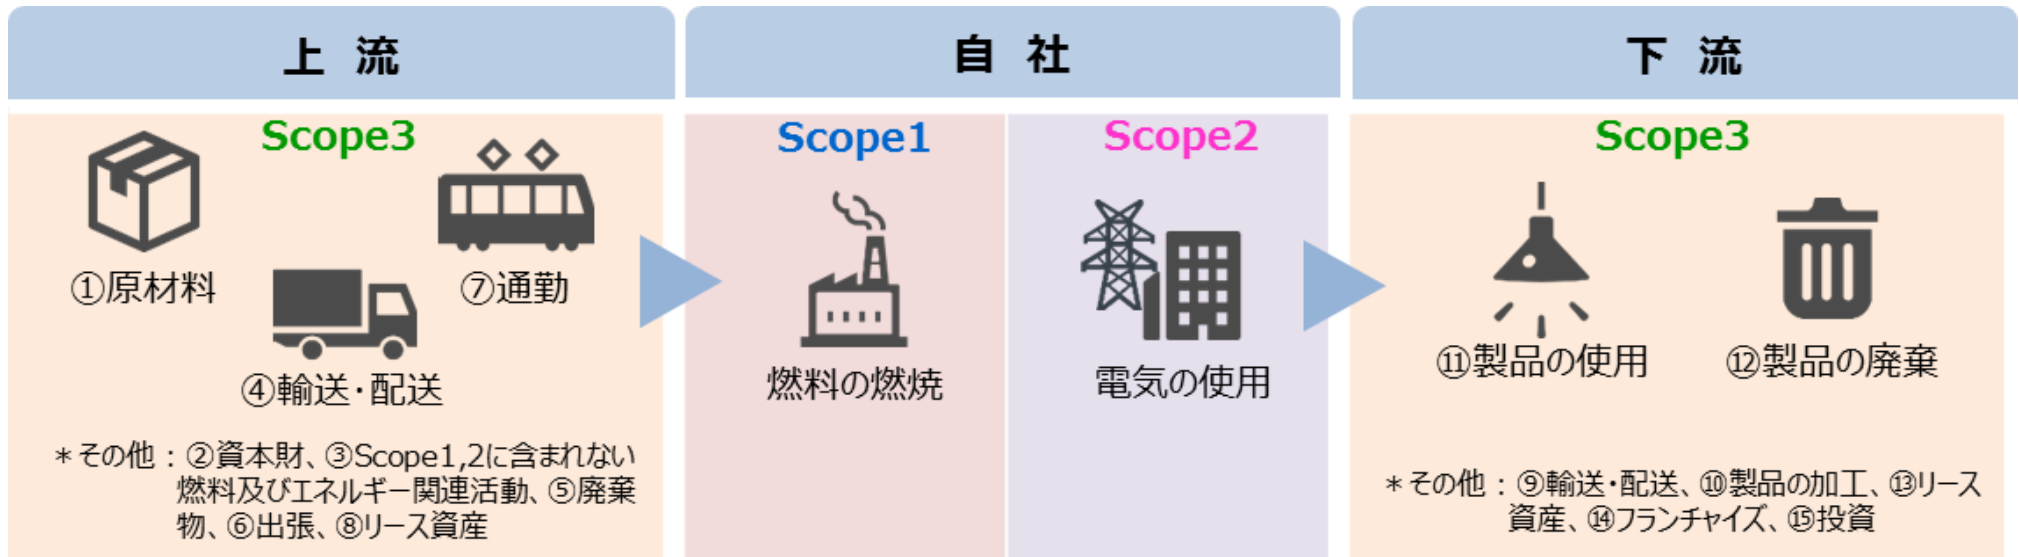 上 流
Scope3
①原材料
⑦通勤
④輸送・配送
＊その他：②資本財、③Scope1,2に含まれない
燃料及びエネルギー関連活動、⑤廃棄
物、⑥出張、⑧リース資産
自 社
Scope1
燃料の燃焼
Scope2
電気の使用
下 流
Scope3
⑪製品の使用
⑫製品の廃棄
＊その他：⑨輸送・配送、⑩製品の加工、⑬リース
資産、⑭フランチャイズ、⑮投資